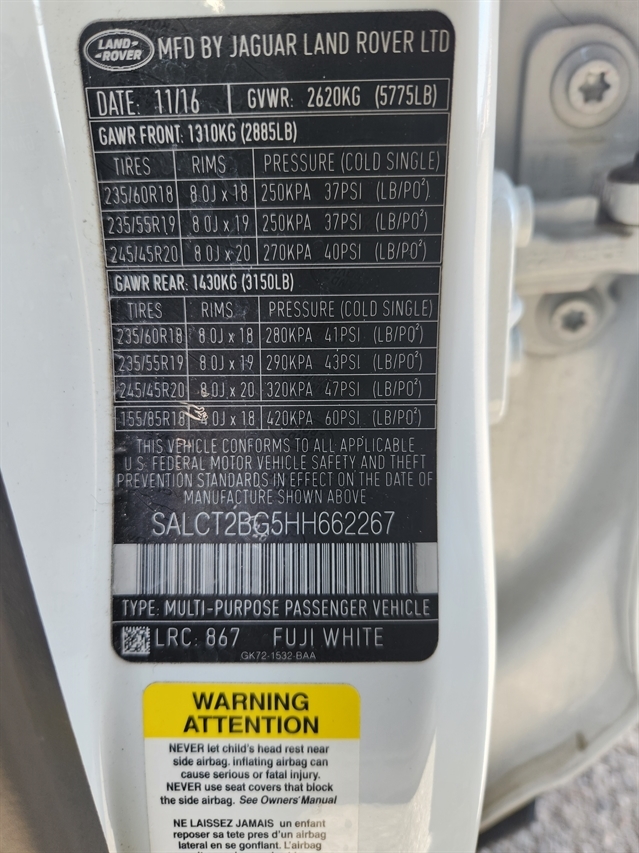 LAND ROVER MFD BY JAGUAR LAND ROVER LTD
DATE: 11/16 GVWR: 2620KG (5775LB)
GAWR FRONT: 1310KG (2885LB)
TIRES RIMS PRESSURE (COLD SINGLE)
235/60R18 8.0J x 18 250KPA 37PSI (LB/PO²)
235/55R19 8.0J x 19 250KPA 37PSI (LB/PO²)
245/45R20 8.0J x 20 270KPA 40PSI (LB/PO²)
GAWR REAR: 1430KG (3150LB)
TIRES RIMS PRESSURE (COLD SINGLE)
235/60R18 8.0J x 18 280KPA 41PSI (LB/PO²)
235/55R19 8.0J x 19 290KPA 43PSI (LB/PO²)
245/45R20 8.0J x 20 320KPA 47PSI (LB/PO²)
155/85R18 4.0J x 18 420KPA 60PSI (LB/PO²)
THIS VEHICLE CONFORMS TO ALL APPLICABLE
U.S. FEDERAL MOTOR VEHICLE SAFETY AND THEFT
PREVENTION STANDARDS IN EFFECT ON THE DATE OF
MANUFACTURE SHOWN ABOVE
SALCT2BG5HH662267
TYPE: MULTI-PURPOSE PASSENGER VEHICLE
LRC: 867 FUJI WHITE
GK72-1532-BAA
WARNING
ATTENTION
NEVER let child's head rest near
side airbag. inflating airbag can
cause serious or fatal injury.
NEVER use seat covers that block
the side airbag. See Owners' Manual
NE LAISSEZ JAMAIS un enfant
reposer sa tete pres d'un airbag
lateral en se gonflant. L'airbag